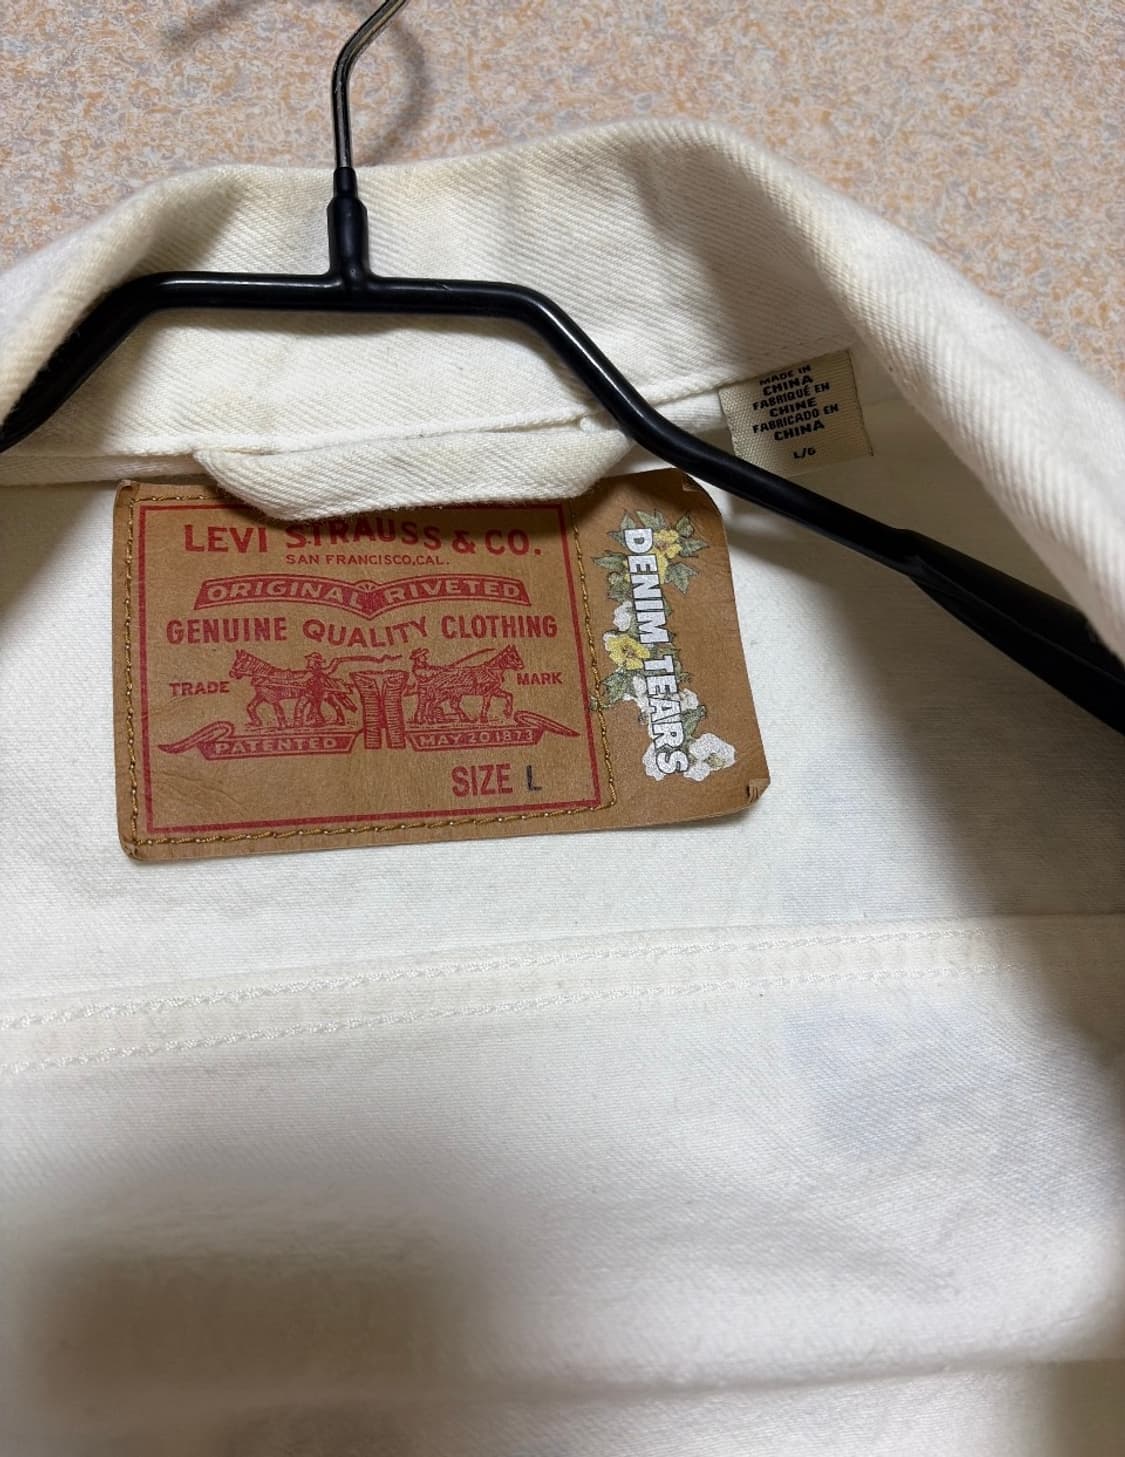 MADE IN
CHINA
FABRIQUÉ EN
CHINE
FABRICADO EN
CHINA
L/G
LEVI STRAUSS & CO.
SAN FRANCISCO,CAL.
ORIGINAL RIVETED
GENUINE QUALITY CLOTHING
TRADE MARK
PATENTED MAY 20 1873
SIZE L
DENIM TEARS